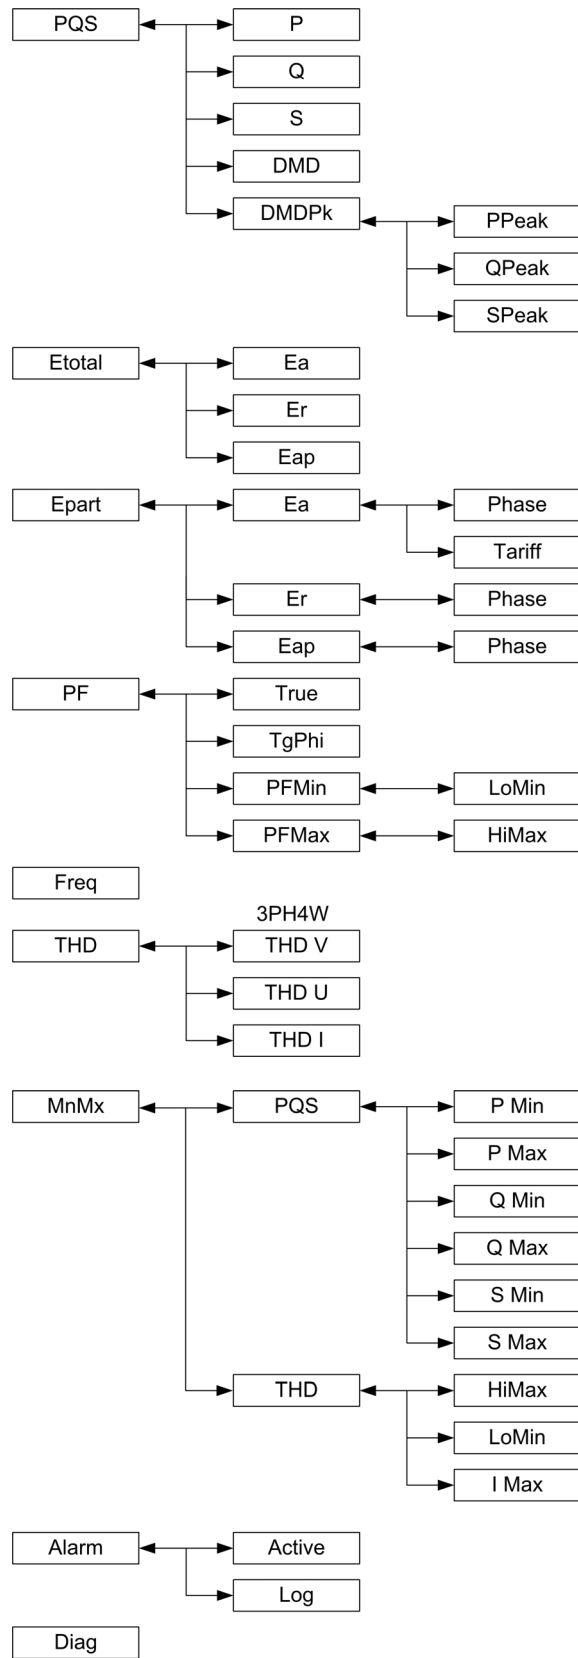 PQS
P
Q
S
DMD
DMDPk
PPeak
QPeak
SPeak
Etotal
Ea
Er
Eap
Epart
Ea
Phase
Tariff
Er
Phase
Eap
Phase
PF
True
TgPhi
PFMin
LoMin
PFMax
HiMax
Freq
3PH4W
THD
THD V
THD U
THD I
MnMx
PQS
P Min
P Max
Q Min
Q Max
S Min
S Max
THD
HiMax
LoMin
I Max
Alarm
Active
Log
Diag